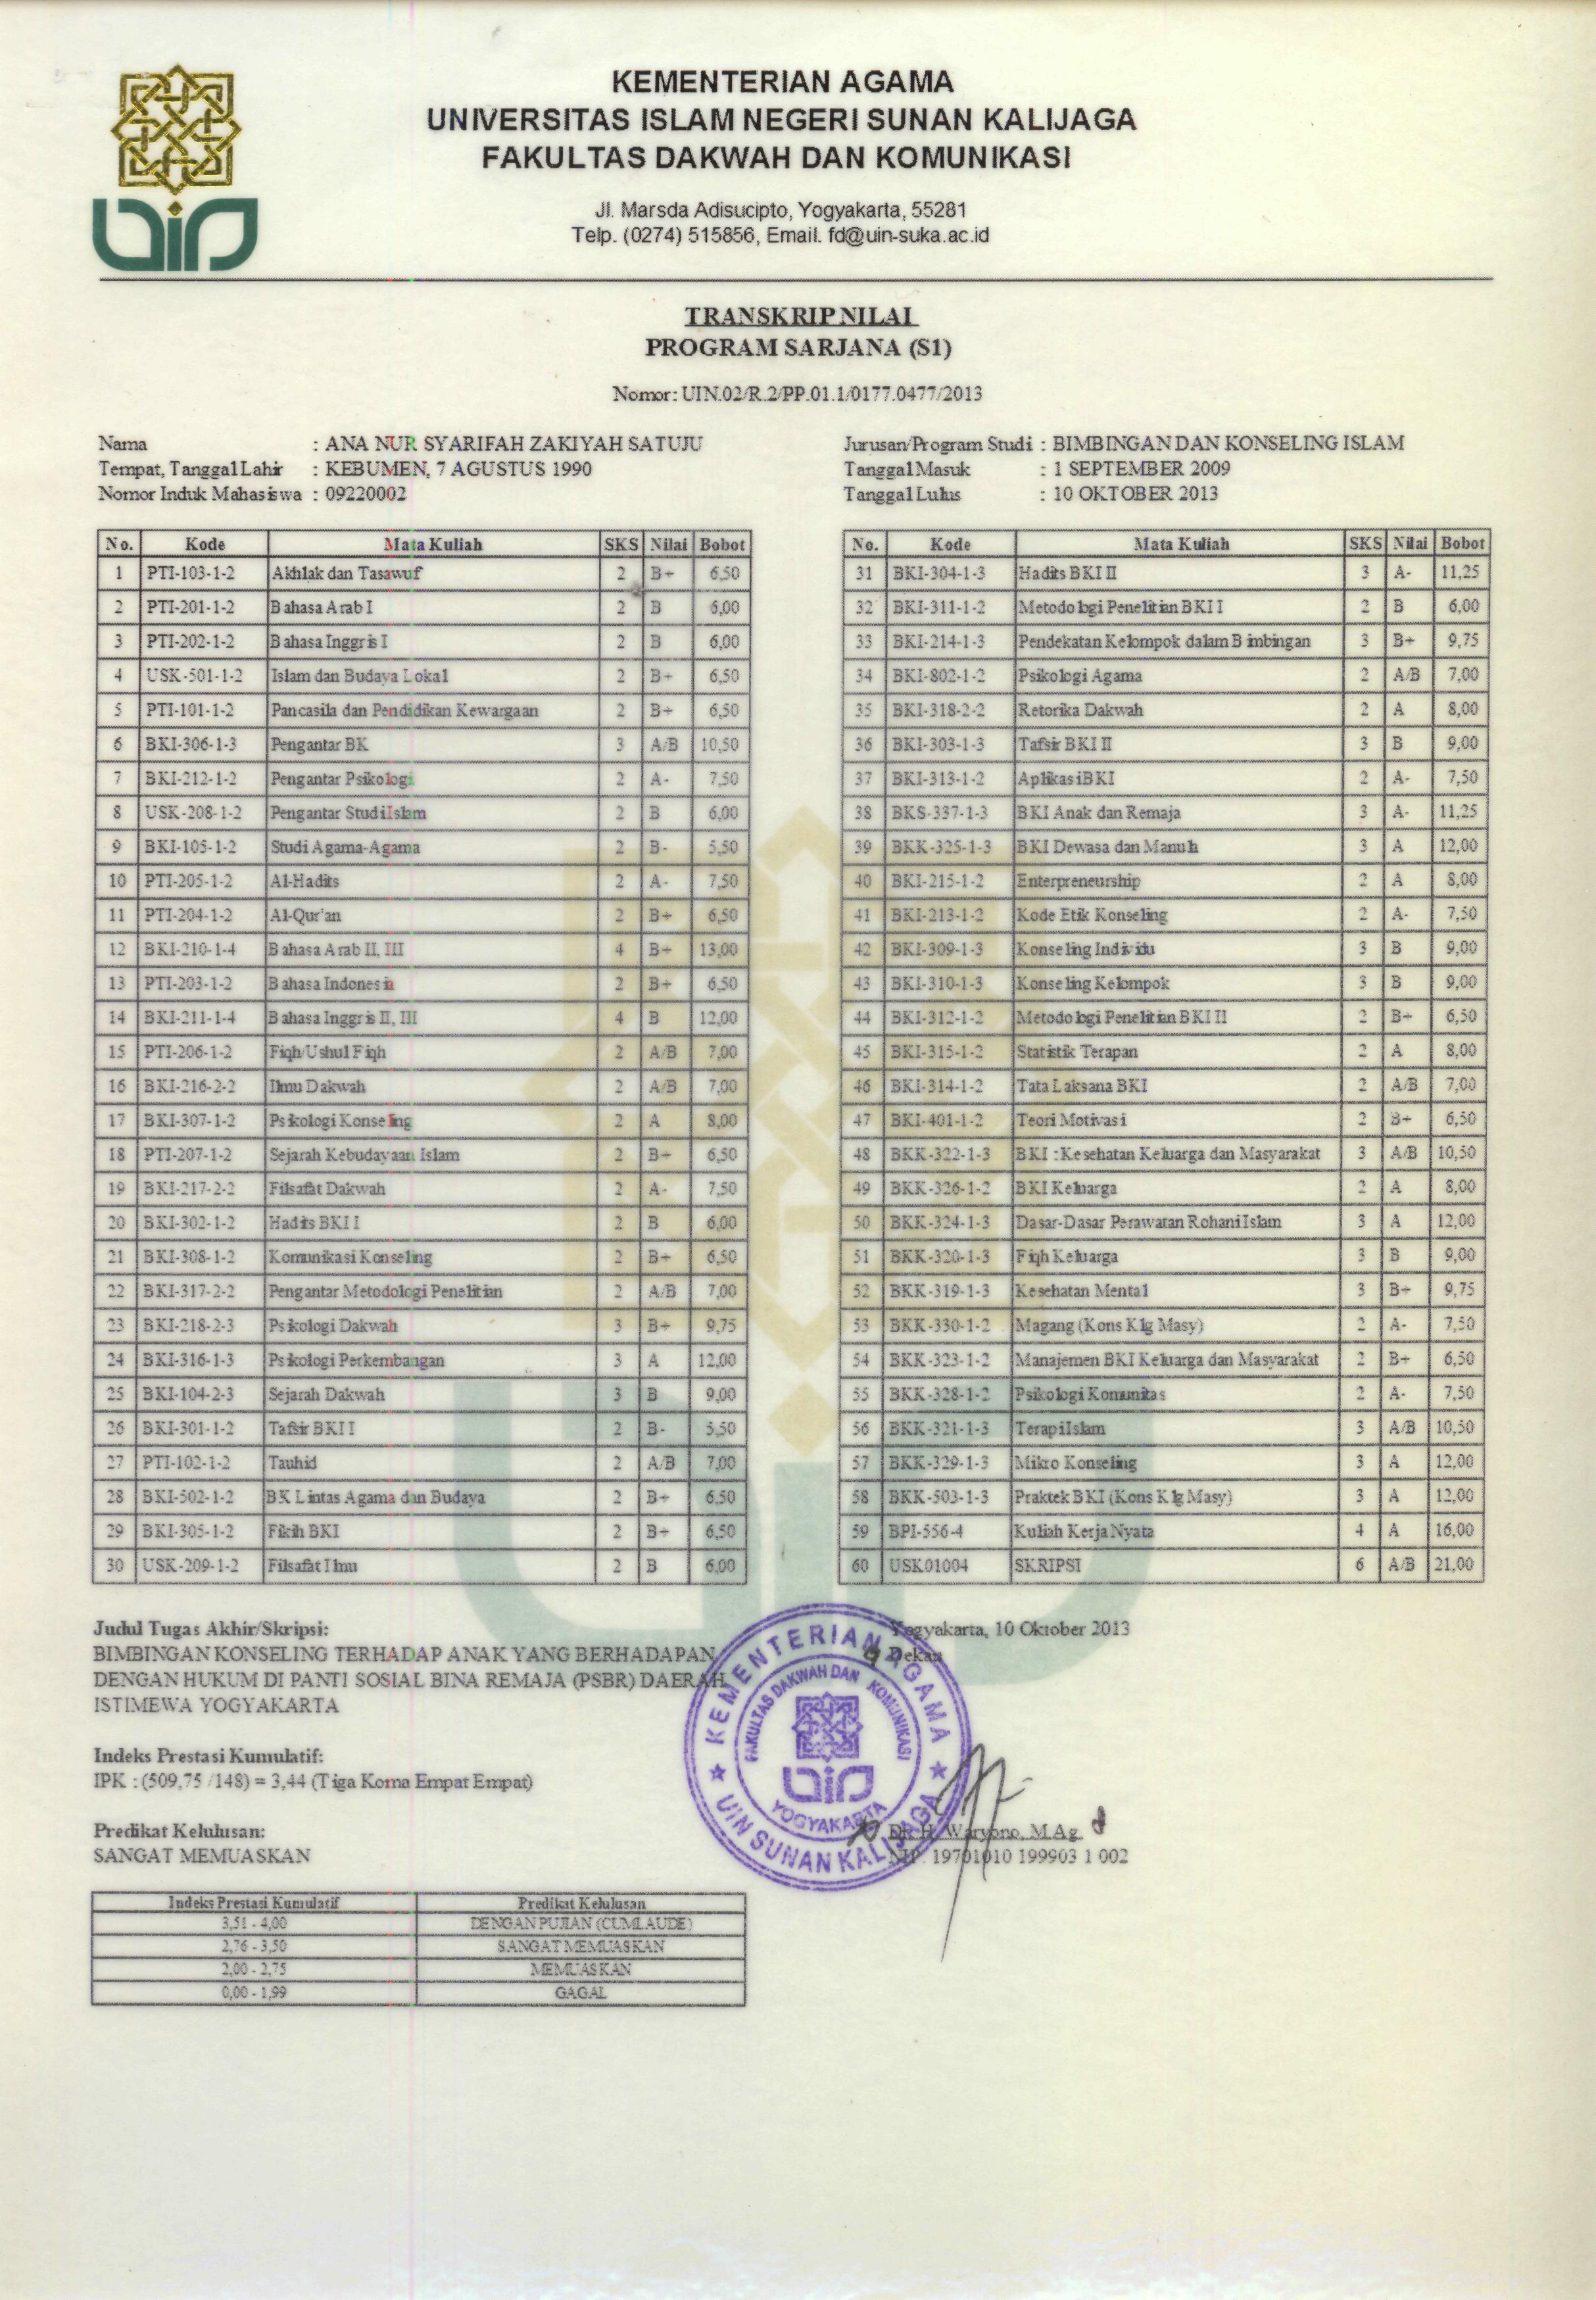 KEMENTERIAN AGAMA
UNIVERSITAS ISLAM NEGERI SUNAN KALIJAGA
FAKULTAS DAKWAH DAN KOMUNIKASI
Jl. Marsda Adisucipto, Yogyakarta, 55281
Telp. (0274) 515856, Email. fd@uin-suka.ac.id
UIN
TRANSKRIP NILAI
PROGRAM SARJANA (S1)
Nomor: UIN.02/R.2/PP.01.1/0177.0477/2013
Nama : ANA NUR SYARIFAH ZAKIYAH SATUJU
Tempat, Tanggal Lahir : KEBUMEN, 7 AGUSTUS 1990
Nomor Induk Mahasiswa : 09220002
Jurusan/Program Studi : BIMBINGAN DAN KONSELING ISLAM
Tanggal Masuk : 1 SEPTEMBER 2009
Tanggal Lulus : 10 OKTOBER 2013
No. Kode Mata Kuliah SKS Nilai Bobot
1 PTI-103-1-2 Akhlak dan Tasawuf 2 B+ 6,50
2 PTI-201-1-2 Bahasa Arab I 2 B 6,00
3 PTI-202-1-2 Bahasa Inggris I 2 B 6,00
4 USK-501-1-2 Islam dan Budaya Lokal 2 B+ 6,50
5 PTI-101-1-2 Pancasila dan Pendidikan Kewargaan 2 B+ 6,50
6 BKI-306-1-3 Pengantar BK 3 A/B 10,50
7 BKI-212-1-2 Pengantar Psikologi 2 A- 7,50
8 USK-208-1-2 Pengantar Studi Islam 2 B 6,00
9 BKI-105-1-2 Studi Agama-Agama 2 B- 5,50
10 PTI-205-1-2 Al-Hadits 2 A- 7,50
11 PTI-204-1-2 Al-Qur'an 2 B+ 6,50
12 BKI-210-1-4 Bahasa Arab II, III 4 B+ 13,00
13 PTI-203-1-2 Bahasa Indonesia 2 B+ 6,50
14 BKI-211-1-4 Bahasa Inggris II, III 4 B 12,00
15 PTI-206-1-2 Fiqh/Ushul Fiqh 2 A/B 7,00
16 BKI-216-2-2 Ilmu Dakwah 2 A/B 7,00
17 BKI-307-1-2 Psikologi Konseling 2 A 8,00
18 PTI-207-1-2 Sejarah Kebudayaan Islam 2 B+ 6,50
19 BKI-217-2-2 Filsafat Dakwah 2 A- 7,50
20 BKI-302-1-2 Hadits BKI I 2 B 6,00
21 BKI-308-1-2 Komunikasi Konseling 2 B+ 6,50
22 BKI-317-2-2 Pengantar Metodologi Penelitian 2 A/B 7,00
23 BKI-218-2-3 Psikologi Dakwah 3 B+ 9,75
24 BKI-316-1-3 Psikologi Perkembangan 3 A 12,00
25 BKI-104-2-3 Sejarah Dakwah 3 B 9,00
26 BKI-301-1-2 Tafsir BKI I 2 B- 5,50
27 PTI-102-1-2 Tauhid 2 A/B 7,00
28 BKI-502-1-2 BK Lintas Agama dan Budaya 2 B+ 6,50
29 BKI-305-1-2 Fikih BKI 2 B+ 6,50
30 USK-209-1-2 Filsafat Ilmu 2 B 6,00
No. Kode Mata Kuliah SKS Nilai Bobot
31 BKI-304-1-3 Hadits BKI II 3 A- 11,25
32 BKI-311-1-2 Metodologi Penelitian BKI I 2 B 6,00
33 BKI-214-1-3 Pendekatan Kelompok dalam Bimbingan 3 B+ 9,75
34 BKI-802-1-2 Psikologi Agama 2 A/B 7,00
35 BKI-318-2-2 Retorika Dakwah 2 A 8,00
36 BKI-303-1-3 Tafsir BKI II 3 B 9,00
37 BKI-313-1-2 Aplikasi BKI 2 A- 7,50
38 BKS-337-1-3 BKI Anak dan Remaja 3 A- 11,25
39 BKK-325-1-3 BKI Dewasa dan Manula 3 A 12,00
40 BKI-215-1-2 Enterpreneurship 2 A 8,00
41 BKI-213-1-2 Kode Etik Konseling 2 A- 7,50
42 BKI-309-1-3 Konseling Individu 3 B 9,00
43 BKI-310-1-3 Konseling Kelompok 3 B 9,00
44 BKI-312-1-2 Metodologi Penelitian BKI II 2 B+ 6,50
45 BKI-315-1-2 Statistik Terapan 2 A 8,00
46 BKI-314-1-2 Tata Laksana BKI 2 A/B 7,00
47 BKI-401-1-2 Teori Motivasi 2 B+ 6,50
48 BKK-322-1-3 BKI : Kesehatan Keluarga dan Masyarakat 3 A/B 10,50
49 BKK-326-1-2 BKI Keluarga 2 A 8,00
50 BKK-324-1-3 Dasar-Dasar Perawatan Rohani Islam 3 A 12,00
51 BKK-320-1-3 Fiqh Keluarga 3 B 9,00
52 BKK-319-1-3 Kesehatan Mental 3 B+ 9,75
53 BKK-330-1-2 Magang (Kons Klg Masy) 2 A- 7,50
54 BKK-323-1-2 Manajemen BKI Keluarga dan Masyarakat 2 B+ 6,50
55 BKK-328-1-2 Psikologi Komunitas 2 A- 7,50
56 BKK-321-1-3 Terapi Islam 3 A/B 10,50
57 BKK-329-1-3 Mikro Konseling 3 A 12,00
58 BKK-503-1-3 Praktek BKI (Kons Klg Masy) 3 A 12,00
59 BPI-556-4 Kuliah Kerja Nyata 4 A 16,00
60 USK01004 SKRIPSI 6 A/B 21,00
Judul Tugas Akhir/Skripsi:
BIMBINGAN KONSELING TERHADAP ANAK YANG BERHADAPAN
DENGAN HUKUM DI PANTI SOSIAL BINA REMAJA (PSBR) DAERAH
ISTIMEWA YOGYAKARTA
Indeks Prestasi Kumulatif:
IPK : (509,75 /148) = 3,44 (Tiga Koma Empat Empat)
Predikat Kelulusan:
SANGAT MEMUASKAN
Yogyakarta, 10 Oktober 2013
Dekan
KEMENTERIAN AGAMA
FAKULTAS DAKWAH DAN KOMUNIKASI
UIN
YOGYAKARTA
UIN SUNAN KALIJAGA
DR. H. Waryono, M.Ag
NIP. 19701010 199903 1 002
Indeks Prestasi Kumulatif Predikat Kelulusan
3,51 - 4,00 DENGAN PUJIAN (CUMLAUDE)
2,76 - 3,50 SANGAT MEMUASKAN
2,00 - 2,75 MEMUASKAN
0,00 - 1,99 GAGAL